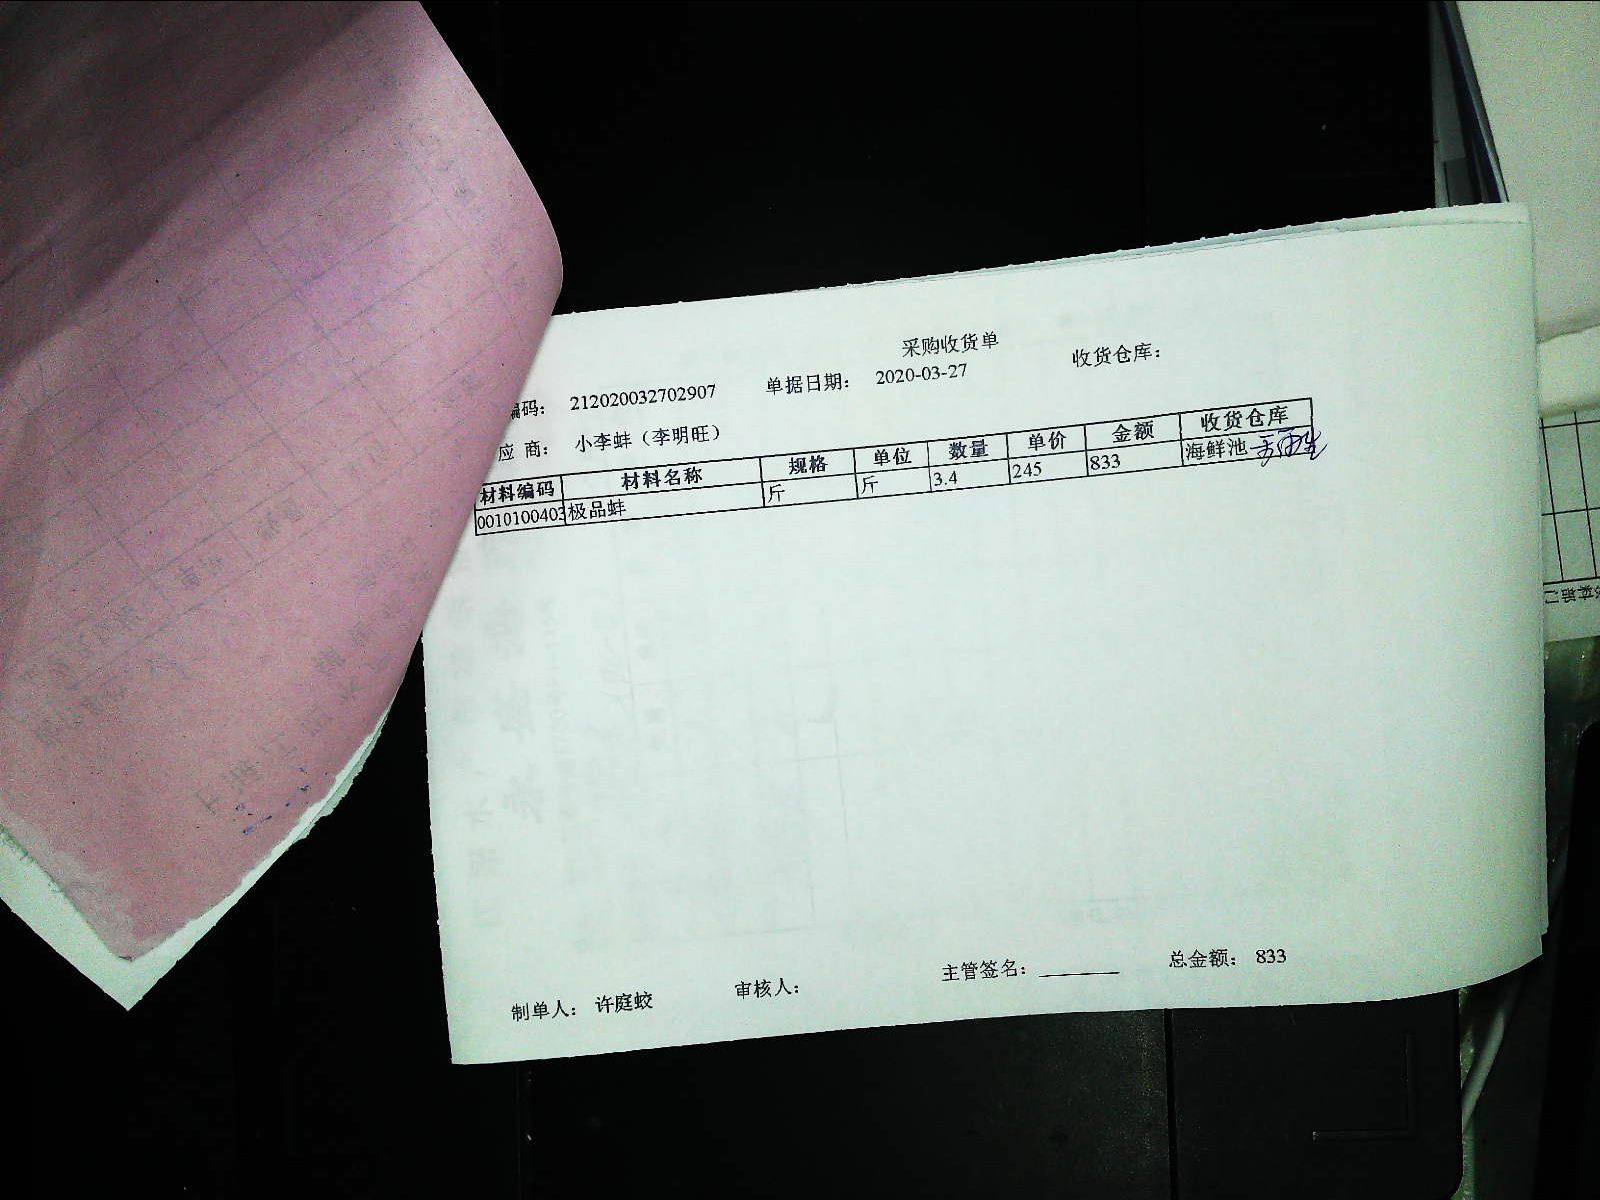 采购收货单
编码： 212020032702907 单据日期： 2020-03-27 收货仓库：
应商： 小李蚌（李明旺）
材料编码 材料名称 规格 单位 数量 单价 金额 收货仓库
0010100403 极品蚌 斤 斤 3.4 245 833 海鲜池
制单人： 许庭蛟 审核人： 主管签名： 总金额： 833